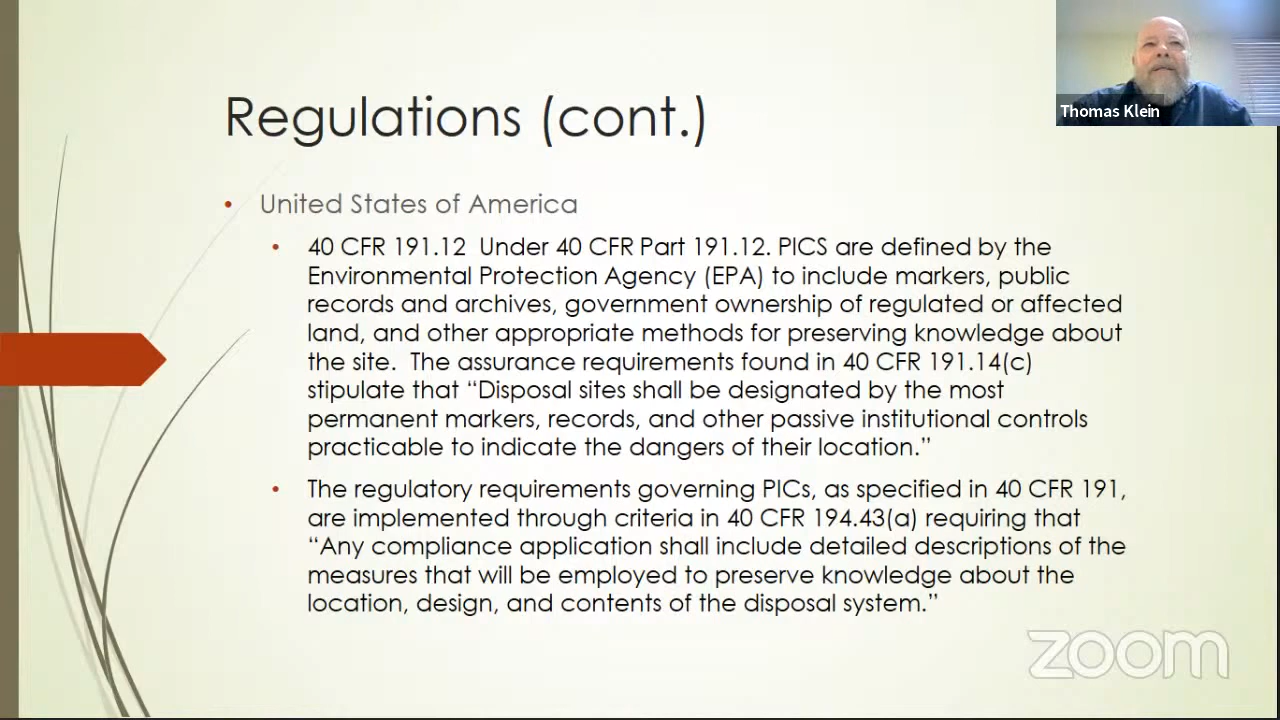 Thomas Klein
Regulations (cont.)
• United States of America
• 40 CFR 191.12  Under 40 CFR Part 191.12. PICS are defined by the
Environmental Protection Agency (EPA) to include markers, public
records and archives, government ownership of regulated or affected
land, and other appropriate methods for preserving knowledge about
the site.  The assurance requirements found in 40 CFR 191.14(c)
stipulate that “Disposal sites shall be designated by the most
permanent markers, records, and other passive institutional controls
practicable to indicate the dangers of their location.”
• The regulatory requirements governing PICs, as specified in 40 CFR 191,
are implemented through criteria in 40 CFR 194.43(a) requiring that
“Any compliance application shall include detailed descriptions of the
measures that will be employed to preserve knowledge about the
location, design, and contents of the disposal system.”
zoom